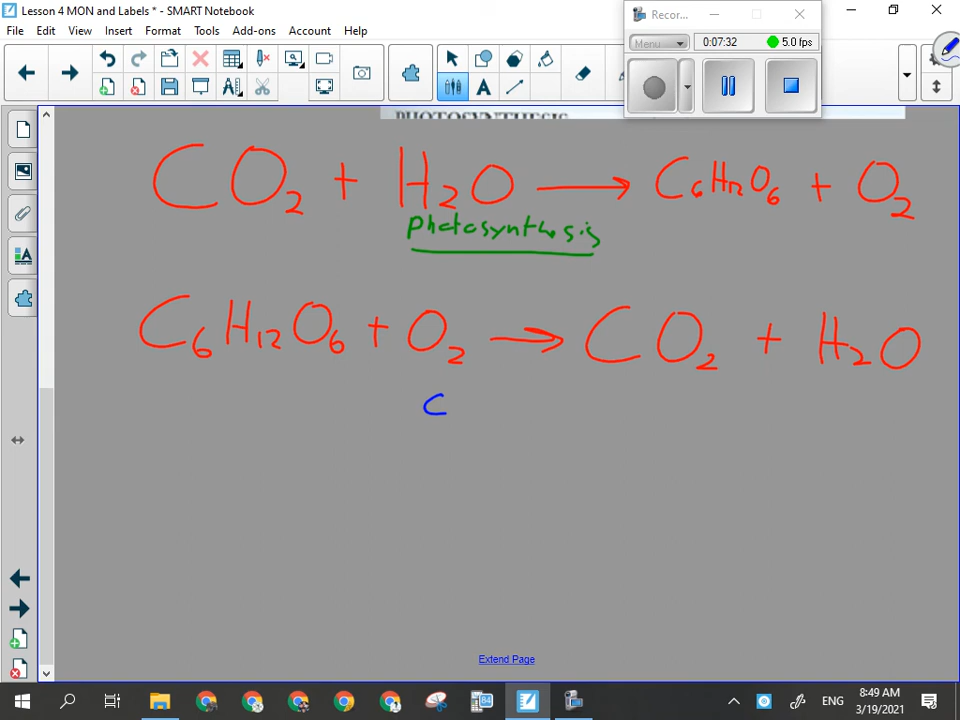 Lesson 4 MON and Labels * - SMART Notebook
Recor...
File Edit View Insert Format Tools Add-ons Account Help
Menu 0:07:32 5.0 fps
PHOTOSYNTHESIS
CO₂ + H₂O → C₆H₁₂O₆ + O₂
Photosynthesis
C₆H₁₂O₆ + O₂ → CO₂ + H₂O
C
Extend Page
ENG
8:49 AM
3/19/2021